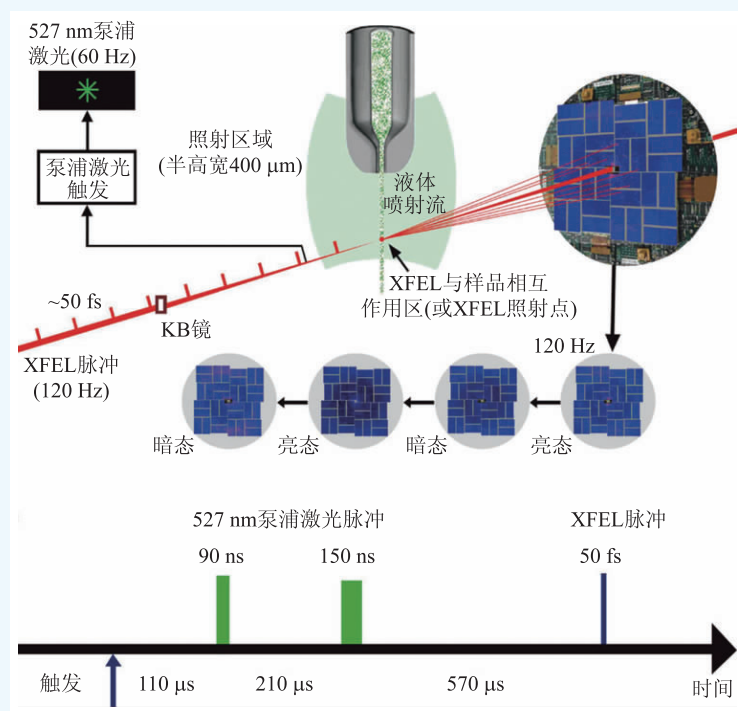 527 nm泵浦
激光(60 Hz)
泵浦激光
触发
照射区域
(半高宽400 μm)
液体
喷射流
XFEL与样品相互
作用区(或XFEL照射点)
~50 fs
KB镜
XFEL脉冲
(120 Hz)
120 Hz
暗态
亮态
暗态
亮态
527 nm泵浦激光脉冲
XFEL脉冲
90 ns
150 ns
50 fs
触发
110 μs
210 μs
570 μs
时间